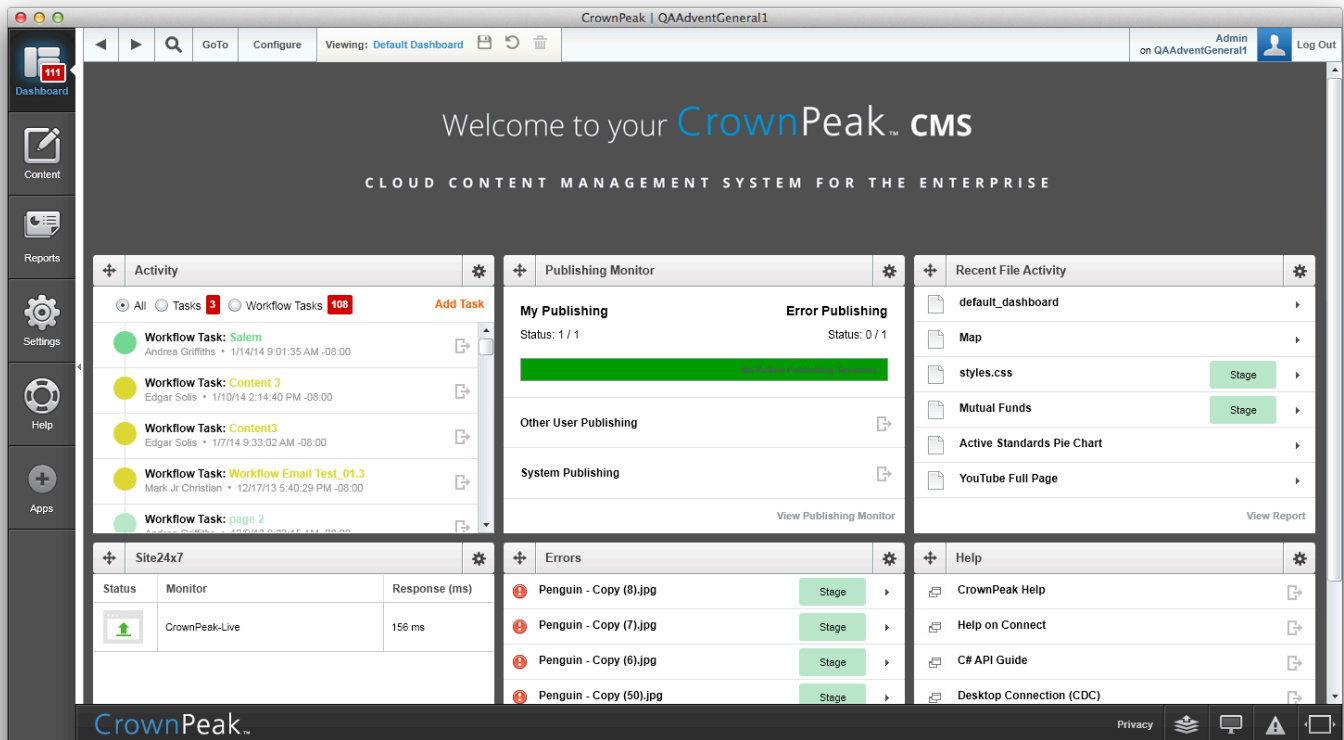 CrownPeak | QAAdventGeneral1
GoTo
Configure
Viewing: Default Dashboard
Admin
on QAAdventGeneral1
Log Out
111
Dashboard
Content
Reports
Settings
Help
Apps
Welcome to your CrownPeak™ CMS
CLOUD CONTENT MANAGEMENT SYSTEM FOR THE ENTERPRISE
Activity
All Tasks 3 Workflow Tasks 108 Add Task
Workflow Task: Salem
Andrea Griffiths • 1/14/14 9:01:35 AM -08:00
Workflow Task: Content 3
Edgar Solis • 1/10/14 2:14:40 PM -08:00
Workflow Task: Content3
Edgar Solis • 1/7/14 9:33:02 AM -08:00
Workflow Task: Workflow Email Test_01.3
Mark Jr Christian • 12/17/13 5:40:29 PM -08:00
Workflow Task: page 2
Publishing Monitor
My Publishing Error Publishing
Status: 1 / 1 Status: 0 / 1
Other User Publishing
System Publishing
View Publishing Monitor
Recent File Activity
default_dashboard
Map
styles.css Stage
Mutual Funds Stage
Active Standards Pie Chart
YouTube Full Page
View Report
Site24x7
Status Monitor Response (ms)
CrownPeak-Live 156 ms
Errors
Penguin - Copy (8).jpg Stage
Penguin - Copy (7).jpg Stage
Penguin - Copy (6).jpg Stage
Penguin - Copy (50).jpg Stage
Help
CrownPeak Help
Help on Connect
C# API Guide
Desktop Connection (CDC)
CrownPeak™
Privacy